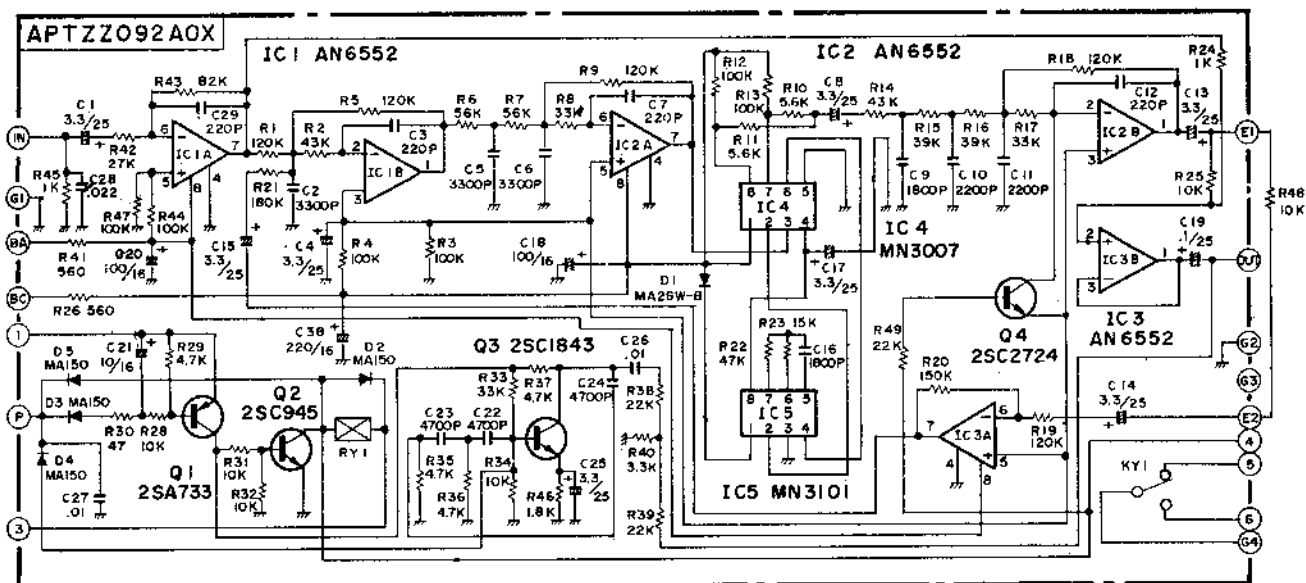 APTZZ092A0X
IC1 AN6552
IC2 AN6552
R43 82K
C29
220P
C1
3.3/25
R42
27K
IC1A
R45
1K
C28
.022
R47
100K
R44
100K
R41
560
C20
100/16
R26 560
R1
120K
R2
43K
R21
180K
C2
3300P
R5 120K
C3
220P
IC1B
C15
3.3/25
C4
3.3/25
R4
100K
R3
100K
R6
56K
R7
56K
R8
33K
C5
3300P
C6
3300P
R9 120K
C7
220P
IC2A
C18
100/16
D1
MA26W-B
R12
100K
R13
100K
R10
5.6K
R11
5.6K
C8
3.3/25
R14
43K
IC4
IC4
MN3007
C17
3.3/25
R15
39K
R16
39K
R17
33K
C9
1800P
C10
2200P
C11
2200P
R18 120K
C12
220P
IC2B
C13
3.3/25
R24
1K
R25
10K
R48
10K
IC3B
C19
.1/25
IC3
AN6552
Q4
2SC2724
R49
22K
R20
150K
IC3A
R19
120K
C14
3.3/25
R22
47K
R23 15K
C16
1800P
IC5
IC5 MN3101
C38
220/16
D2
MA150
D5
MA150
C21
10/16
R29
4.7K
D3 MA150
R30
47
R28
10K
D4
MA150
C27
.01
Q1
2SA733
Q2
2SC945
R31
10K
R32
10K
RY1
Q3 2SC1843
R33
33K
R37
4.7K
C26
.01
C24
4700P
C23
4700P
C22
4700P
R35
4.7K
R36
4.7K
R34
10K
R46
1.8K
C25
3.3/25
R38
22K
R40
3.3K
R39
22K
KY1
IN
G1
BA
BC
1
P
3
E1
OUT
G2
G3
E2
4
5
6
G4